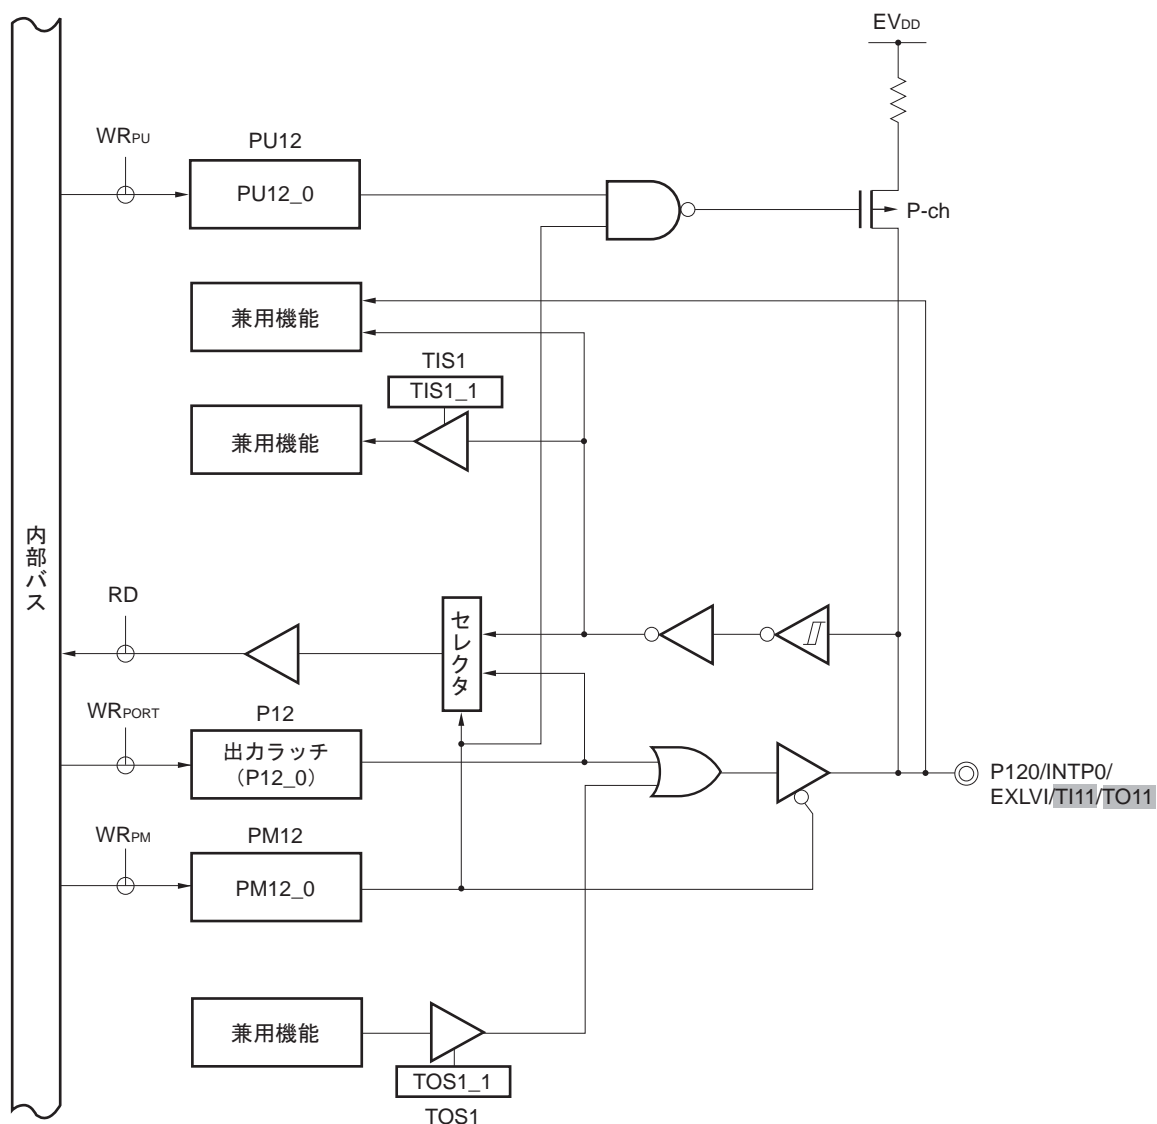 EVDD
WRPU
PU12
PU12_0
P-ch
兼用機能
TIS1
TIS1_1
兼用機能
内部バス
RD
セレクタ
WRPORT
P12
出力ラッチ
（P12_0）
P120/INTP0/
EXLVI/TI11/TO11
WRPM
PM12
PM12_0
兼用機能
TOS1_1
TOS1